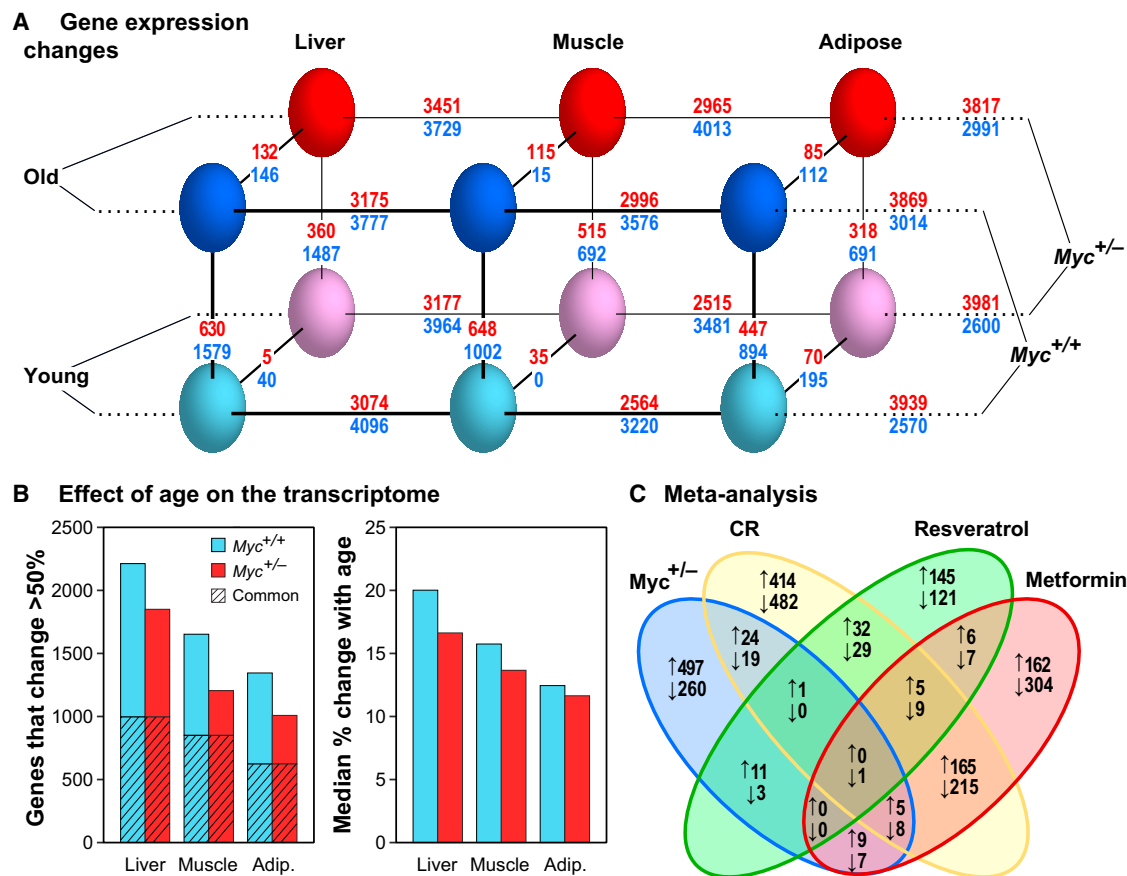 A Gene expression
changes
Liver Muscle Adipose
3451 2965 3817
3729 4013 2991
132 115 85
146 15 112
Old
3175 2996 3869
3777 3576 3014
360 515 318
1487 692 691
Myc+/–
3177 2515 3981
3964 3481 2600
630 648 447
1579 1002 894
Myc+/+
5 35 70
40 0 195
Young
3074 2564 3939
4096 3220 2570
B Effect of age on the transcriptome
Genes that change >50%
2500
2000
1500
1000
500
0
Myc+/+
Myc+/–
Common
Liver Muscle Adip.
Median % change with age
25
20
15
10
5
0
Liver Muscle Adip.
C Meta-analysis
CR Resveratrol
Myc+/– Metformin
↑414 ↑145
↓482 ↓121
↑24 ↑32 ↑6
↓19 ↓29 ↓7
↑497 ↑162
↓260 ↓304
↑1 ↑5
↓0 ↓9
↑11 ↑0 ↑165
↓3 ↓1 ↓215
↑0 ↑5
↓0 ↓8
↑9
↓7